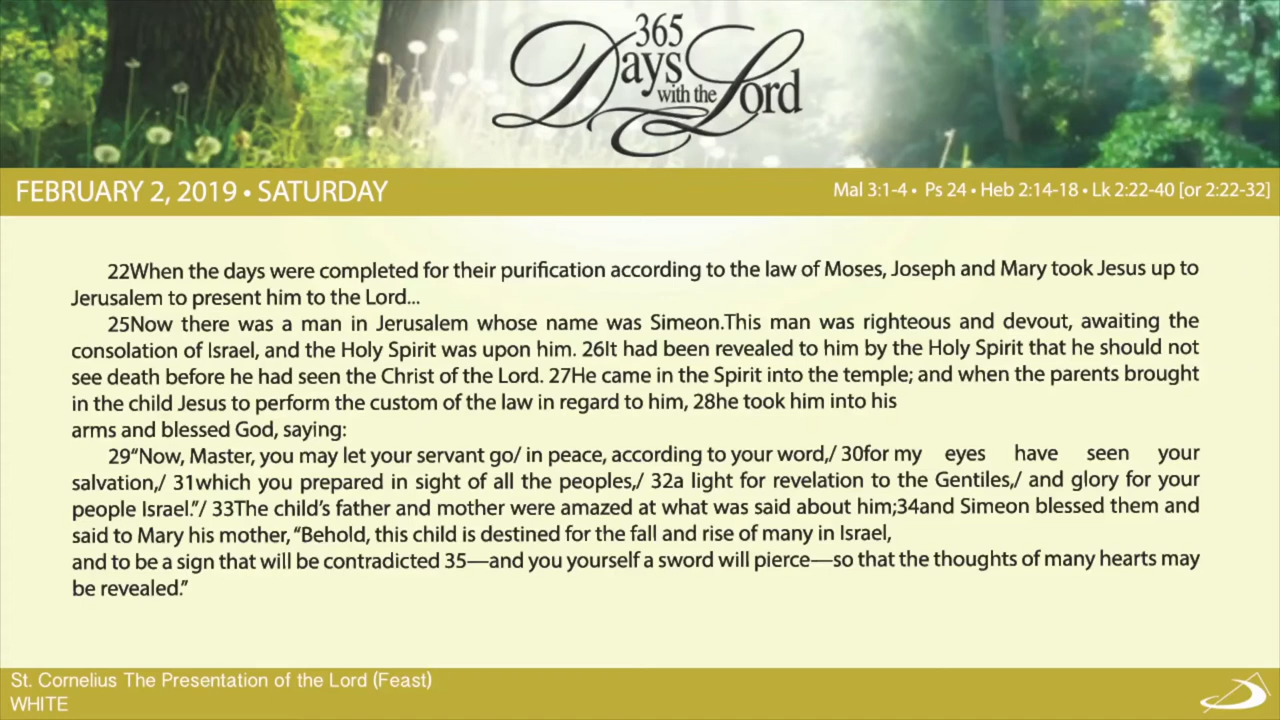 365
Days
with the
Lord
FEBRUARY 2, 2019 • SATURDAY
Mal 3:1-4 • Ps 24 • Heb 2:14-18 • Lk 2:22-40 [or 2:22-32]
22When the days were completed for their purification according to the law of Moses, Joseph and Mary took Jesus up to
Jerusalem to present him to the Lord...
25Now there was a man in Jerusalem whose name was Simeon.This man was righteous and devout, awaiting the
consolation of Israel, and the Holy Spirit was upon him. 26It had been revealed to him by the Holy Spirit that he should not
see death before he had seen the Christ of the Lord. 27He came in the Spirit into the temple; and when the parents brought
in the child Jesus to perform the custom of the law in regard to him, 28he took him into his
arms and blessed God, saying:
29“Now, Master, you may let your servant go/ in peace, according to your word,/ 30for my eyes have seen your
salvation,/ 31which you prepared in sight of all the peoples,/ 32a light for revelation to the Gentiles,/ and glory for your
people Israel.”/ 33The child’s father and mother were amazed at what was said about him;34and Simeon blessed them and
said to Mary his mother, “Behold, this child is destined for the fall and rise of many in Israel,
and to be a sign that will be contradicted 35—and you yourself a sword will pierce—so that the thoughts of many hearts may
be revealed.”
St. Cornelius The Presentation of the Lord (Feast)
WHITE